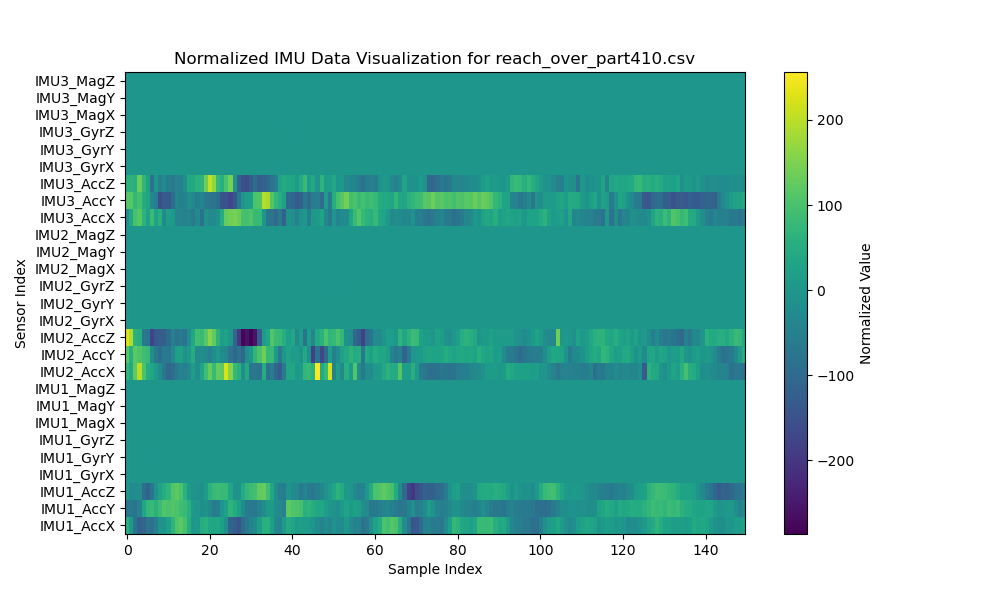 Normalized IMU Data Visualization for reach_over_part410.csv
IMU3_MagZ
IMU3_MagY
IMU3_MagX
IMU3_GyrZ
IMU3_GyrY
IMU3_GyrX
IMU3_AccZ
IMU3_AccY
IMU3_AccX
IMU2_MagZ
IMU2_MagY
IMU2_MagX
IMU2_GyrZ
IMU2_GyrY
IMU2_GyrX
IMU2_AccZ
IMU2_AccY
IMU2_AccX
IMU1_MagZ
IMU1_MagY
IMU1_MagX
IMU1_GyrZ
IMU1_GyrY
IMU1_GyrX
IMU1_AccZ
IMU1_AccY
IMU1_AccX
Sensor Index
0 20 40 60 80 100 120 140
Sample Index
200
100
0
−100
−200
Normalized Value